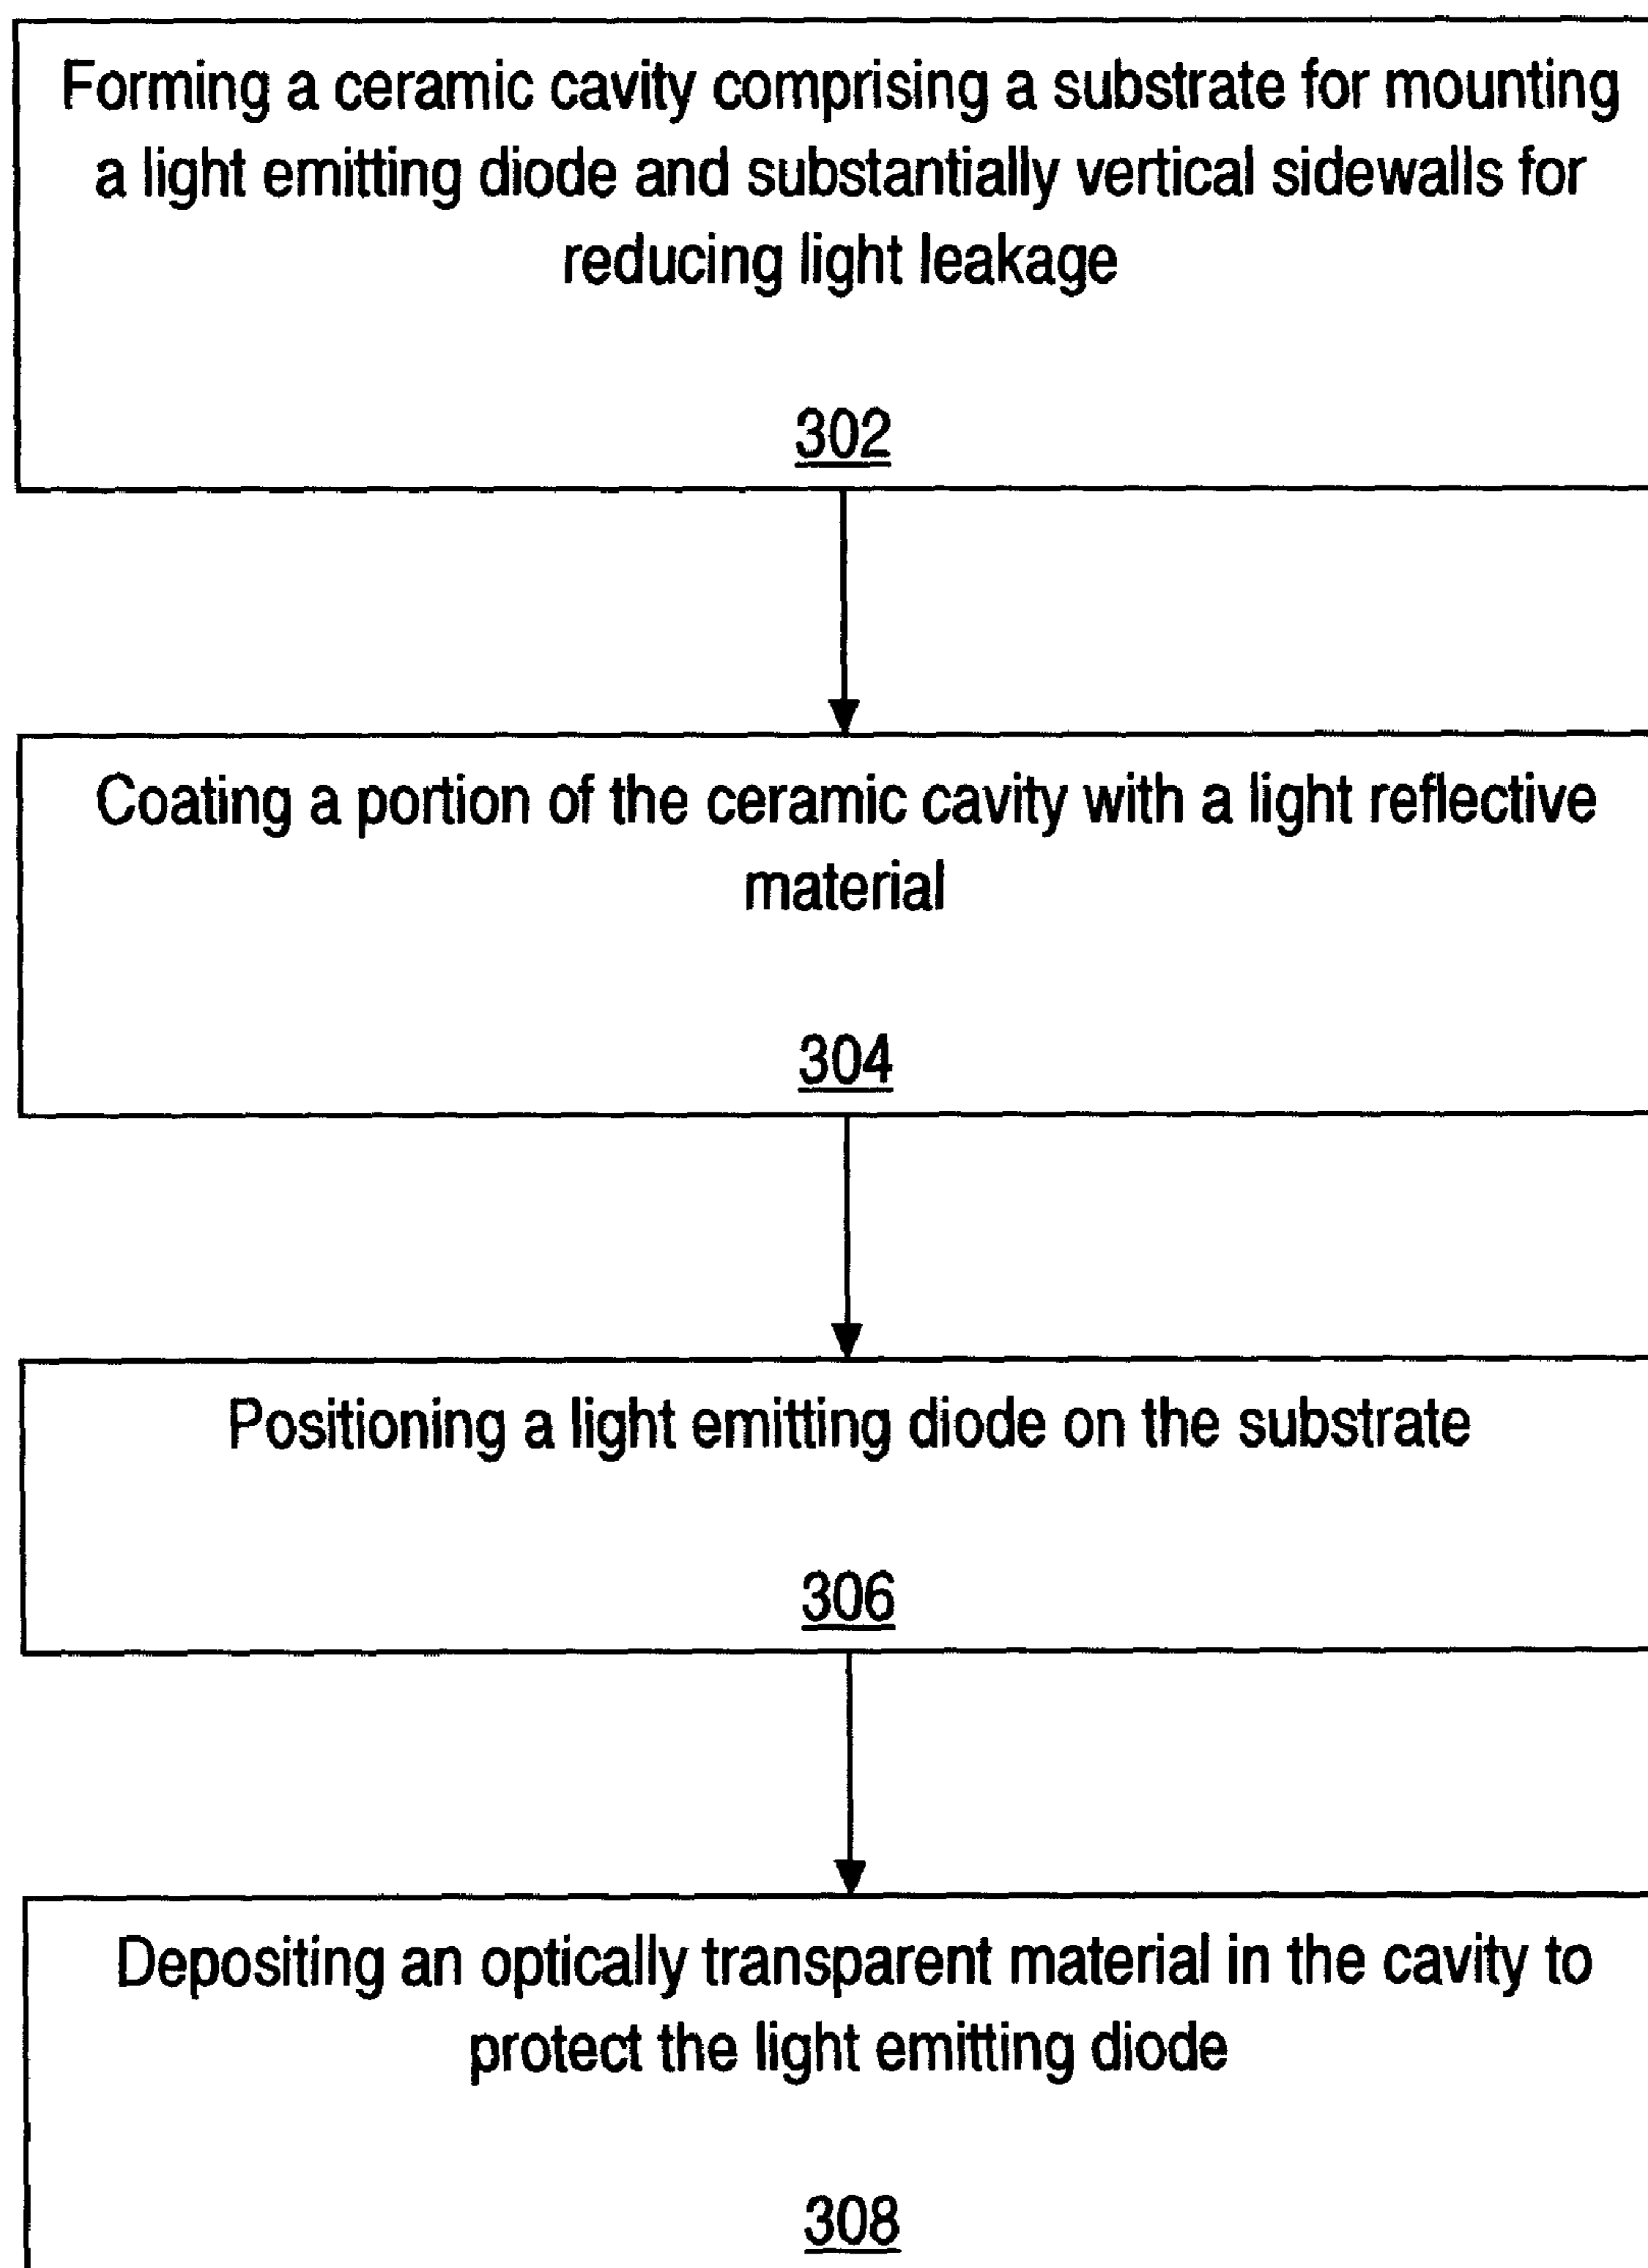 Forming a ceramic cavity comprising a substrate for mounting
a light emitting diode and substantially vertical sidewalls for
reducing light leakage
302
Coating a portion of the ceramic cavity with a light reflective
material
304
Positioning a light emitting diode on the substrate
306
Depositing an optically transparent material in the cavity to
protect the light emitting diode
308